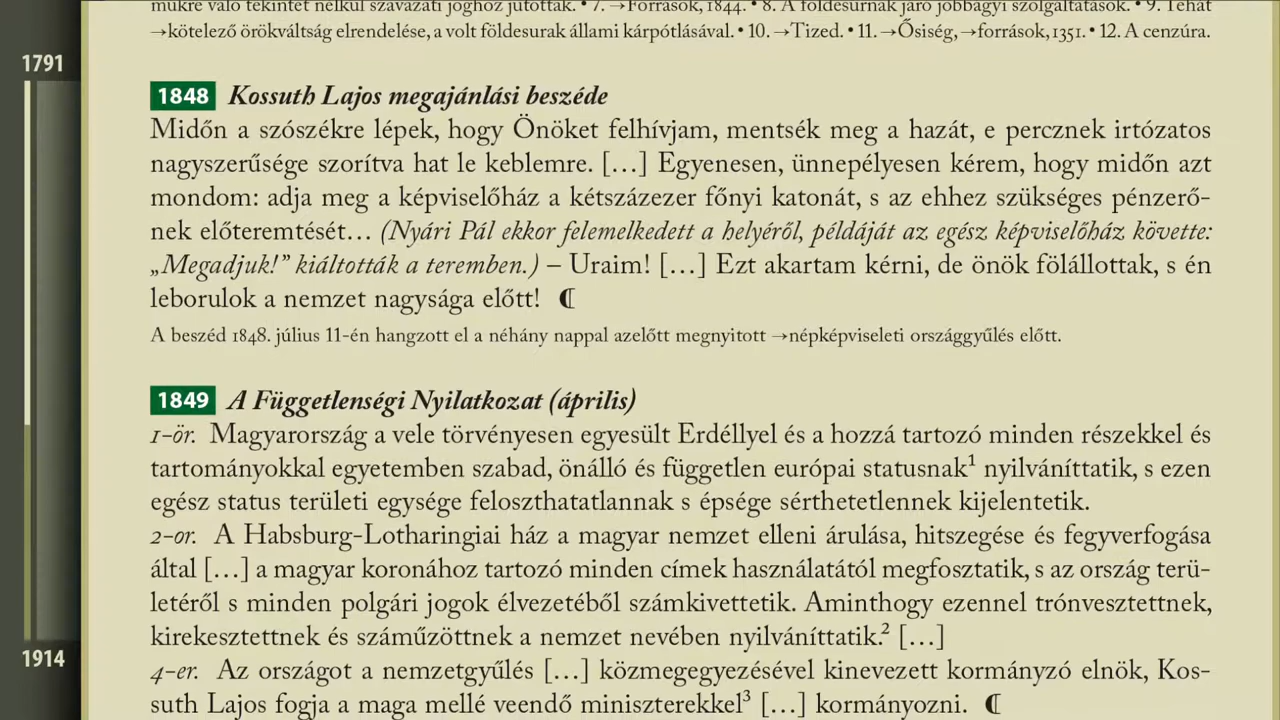 mükre való tekintet nélkül szavazati joghoz jutottak. • 7. →Források, 1844. • 8. A földesúrnak járó jobbágyi szolgáltatások. • 9. Tehát
→kötelező örökváltság elrendelése, a volt földesurak állami kárpótlásával. • 10. →Tized. • 11. →Ősiség, →források, 1351. • 12. A cenzúra.
1791
1848 Kossuth Lajos megajánlási beszéde
Midőn a szószékre lépek, hogy Önöket felhívjam, mentsék meg a hazát, e percznek irtózatos
nagyszerűsége szorítva hat le keblemre. […] Egyenesen, ünnepélyesen kérem, hogy midőn azt
mondom: adja meg a képviselőház a kétszázezer főnyi katonát, s az ehhez szükséges pénzerő-
nek előteremtését… (Nyári Pál ekkor felemelkedett a helyéről, példáját az egész képviselőház követte:
„Megadjuk!” kiáltották a teremben.) – Uraim! […] Ezt akartam kérni, de önök fölállottak, s én
leborulok a nemzet nagysága előtt! ⁋
A beszéd 1848. július 11-én hangzott el a néhány nappal azelőtt megnyitott →népképviseleti országgyűlés előtt.
1849 A Függetlenségi Nyilatkozat (április)
1-ör. Magyarország a vele törvényesen egyesült Erdéllyel és a hozzá tartozó minden részekkel és
tartományokkal egyetemben szabad, önálló és független európai statusnak¹ nyilváníttatik, s ezen
egész status területi egysége feloszthatatlannak s épsége sérthetetlennek kijelentetik.
2-or. A Habsburg-Lotharingiai ház a magyar nemzet elleni árulása, hitszegése és fegyverfogása
által […] a magyar koronához tartozó minden címek használatától megfosztatik, s az ország terü-
letéről s minden polgári jogok élvezetéből számkivettetik. Aminthogy ezennel trónvesztettnek,
kirekesztettnek és száműzöttnek a nemzet nevében nyilváníttatik.² […]
1914
4-er. Az országot a nemzetgyűlés […] közmegegyezésével kinevezett kormányzó elnök, Kos-
suth Lajos fogja a maga mellé veendő miniszterekkel³ […] kormányozni. ⁋